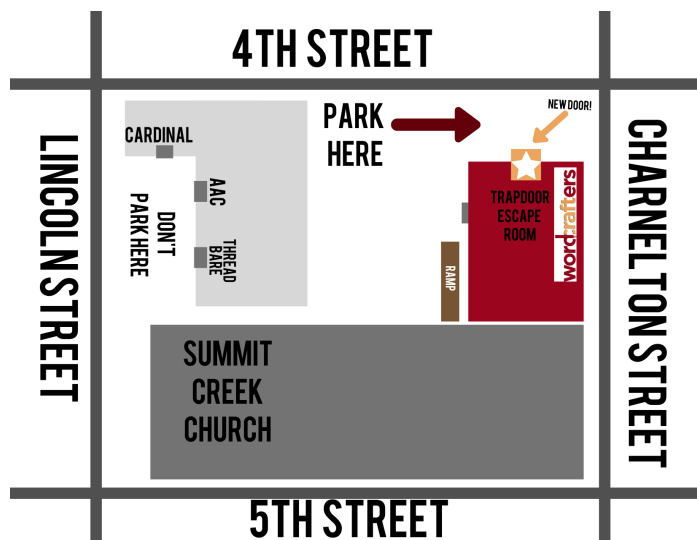 4TH STREET
NEW DOOR!
PARK
HERE
CARDINAL
AAC
DON'T
PARK HERE
THREAD
BARE
LINCOLN STREET
TRAPDOOR
ESCAPE
ROOM
wordcrafters
RAMP
CHARNELTON STREET
SUMMIT
CREEK
CHURCH
5TH STREET